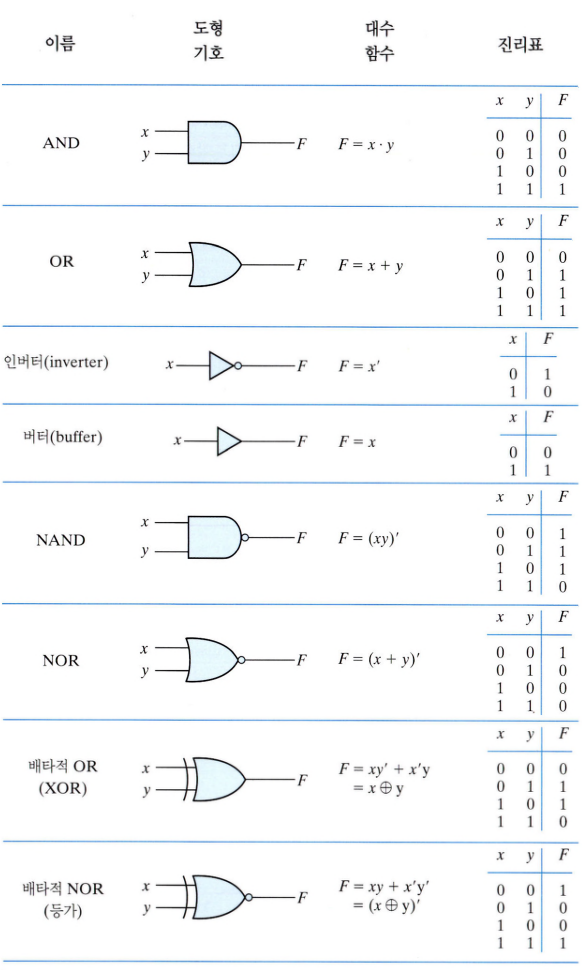 이름 도형 기호 대수 함수 진리표
x y F
AND x y F F = x · y
0 0 0
0 1 0
1 0 0
1 1 1
x y F
OR x y F F = x + y
0 0 0
0 1 1
1 0 1
1 1 1
x F
인버터(inverter) x F F = x′
0 1
1 0
x F
버터(buffer) x F F = x
0 0
1 1
x y F
NAND x y F F = (xy)′
0 0 1
0 1 1
1 0 1
1 1 0
x y F
NOR x y F F = (x + y)′
0 0 1
0 1 0
1 0 0
1 1 0
x y F
배타적 OR
(XOR)
x y F
F = xy′ + x′y
= x ⊕ y
0 0 0
0 1 1
1 0 1
1 1 0
x y F
배타적 NOR
(등가)
x y F
F = xy + x′y′
= (x ⊕ y)′
0 0 1
0 1 0
1 0 0
1 1 1